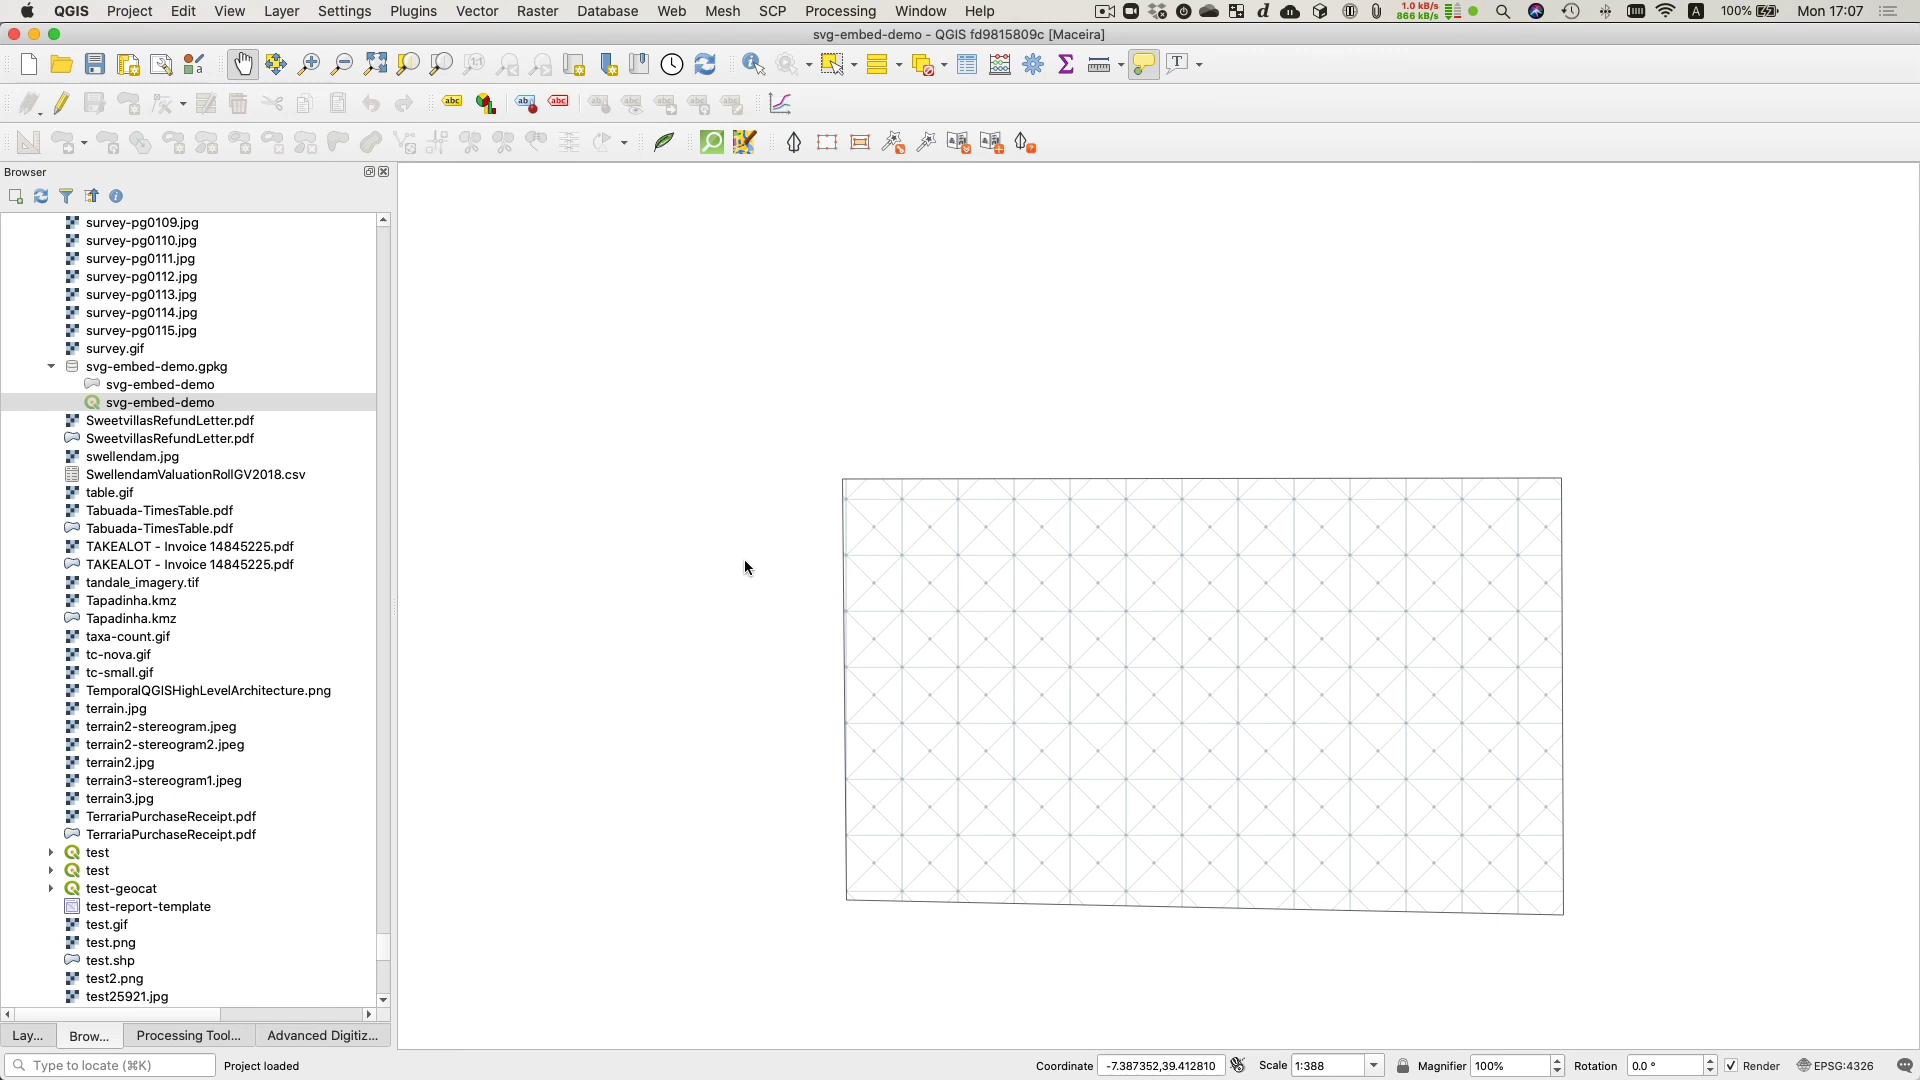 QGIS Project Edit View Layer Settings Plugins Vector Raster Database Web Mesh SCP Processing Window Help 1.0 kB/s 866 kB/s A 100% Mon 17:07
svg-embed-demo - QGIS fd9815809c [Maceira]
Browser
survey-pg0109.jpg
survey-pg0110.jpg
survey-pg0111.jpg
survey-pg0112.jpg
survey-pg0113.jpg
survey-pg0114.jpg
survey-pg0115.jpg
survey.gif
svg-embed-demo.gpkg
svg-embed-demo
svg-embed-demo
SweetvillasRefundLetter.pdf
SweetvillasRefundLetter.pdf
swellendam.jpg
SwellendamValuationRollGV2018.csv
table.gif
Tabuada-TimesTable.pdf
Tabuada-TimesTable.pdf
TAKEALOT - Invoice 14845225.pdf
TAKEALOT - Invoice 14845225.pdf
tandale_imagery.tif
Tapadinha.kmz
Tapadinha.kmz
taxa-count.gif
tc-nova.gif
tc-small.gif
TemporalQGISHighLevelArchitecture.png
terrain.jpg
terrain2-stereogram.jpeg
terrain2-stereogram2.jpeg
terrain2.jpg
terrain3-stereogram1.jpeg
terrain3.jpg
TerrariaPurchaseReceipt.pdf
TerrariaPurchaseReceipt.pdf
test
test
test-geocat
test-report-template
test.gif
test.png
test.shp
test2.png
test25921.jpg
Lay... Brow... Processing Tool... Advanced Digitiz...
Type to locate (⌘K) Project loaded Coordinate -7.387352,39.412810 Scale 1:388 Magnifier 100% Rotation 0.0 ° Render EPSG:4326